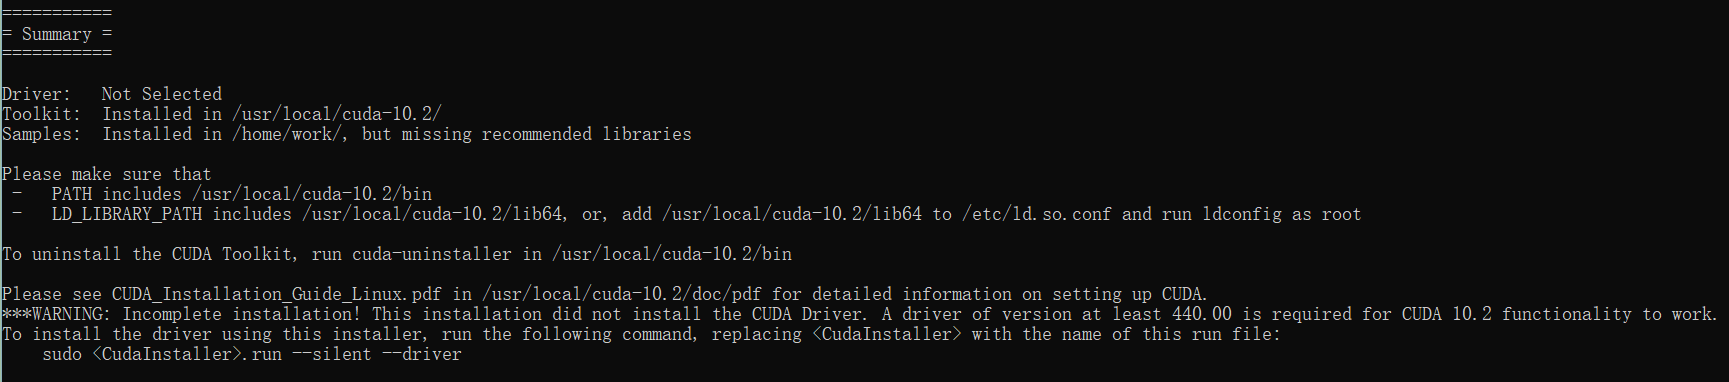 ===========
= Summary =
===========
Driver:   Not Selected
Toolkit:  Installed in /usr/local/cuda-10.2/
Samples:  Installed in /home/work/, but missing recommended libraries
Please make sure that
 -   PATH includes /usr/local/cuda-10.2/bin
 -   LD_LIBRARY_PATH includes /usr/local/cuda-10.2/lib64, or, add /usr/local/cuda-10.2/lib64 to /etc/ld.so.conf and run ldconfig as root
To uninstall the CUDA Toolkit, run cuda-uninstaller in /usr/local/cuda-10.2/bin
Please see CUDA_Installation_Guide_Linux.pdf in /usr/local/cuda-10.2/doc/pdf for detailed information on setting up CUDA.
***WARNING: Incomplete installation! This installation did not install the CUDA Driver. A driver of version at least 440.00 is required for CUDA 10.2 functionality to work.
To install the driver using this installer, run the following command, replacing <CudaInstaller> with the name of this run file:
    sudo <CudaInstaller>.run --silent --driver